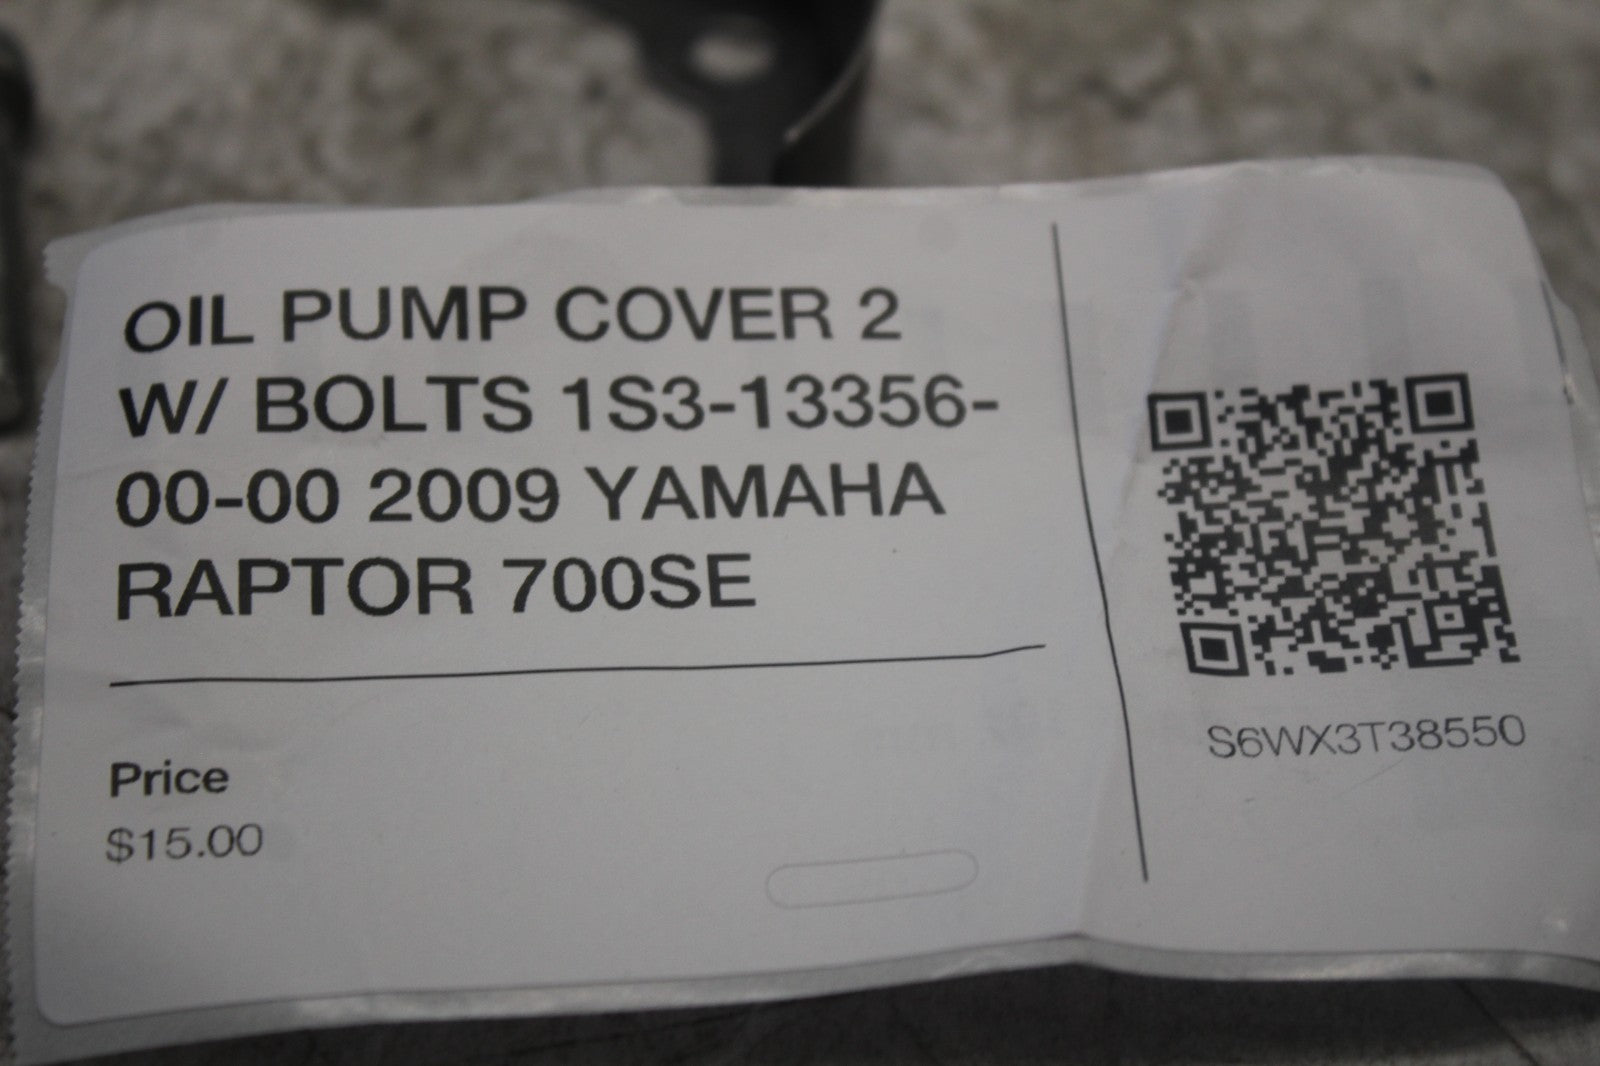 OIL PUMP COVER 2
W/ BOLTS 1S3-13356-
00-00 2009 YAMAHA
RAPTOR 700SE
Price
$15.00
S6WX3T38550